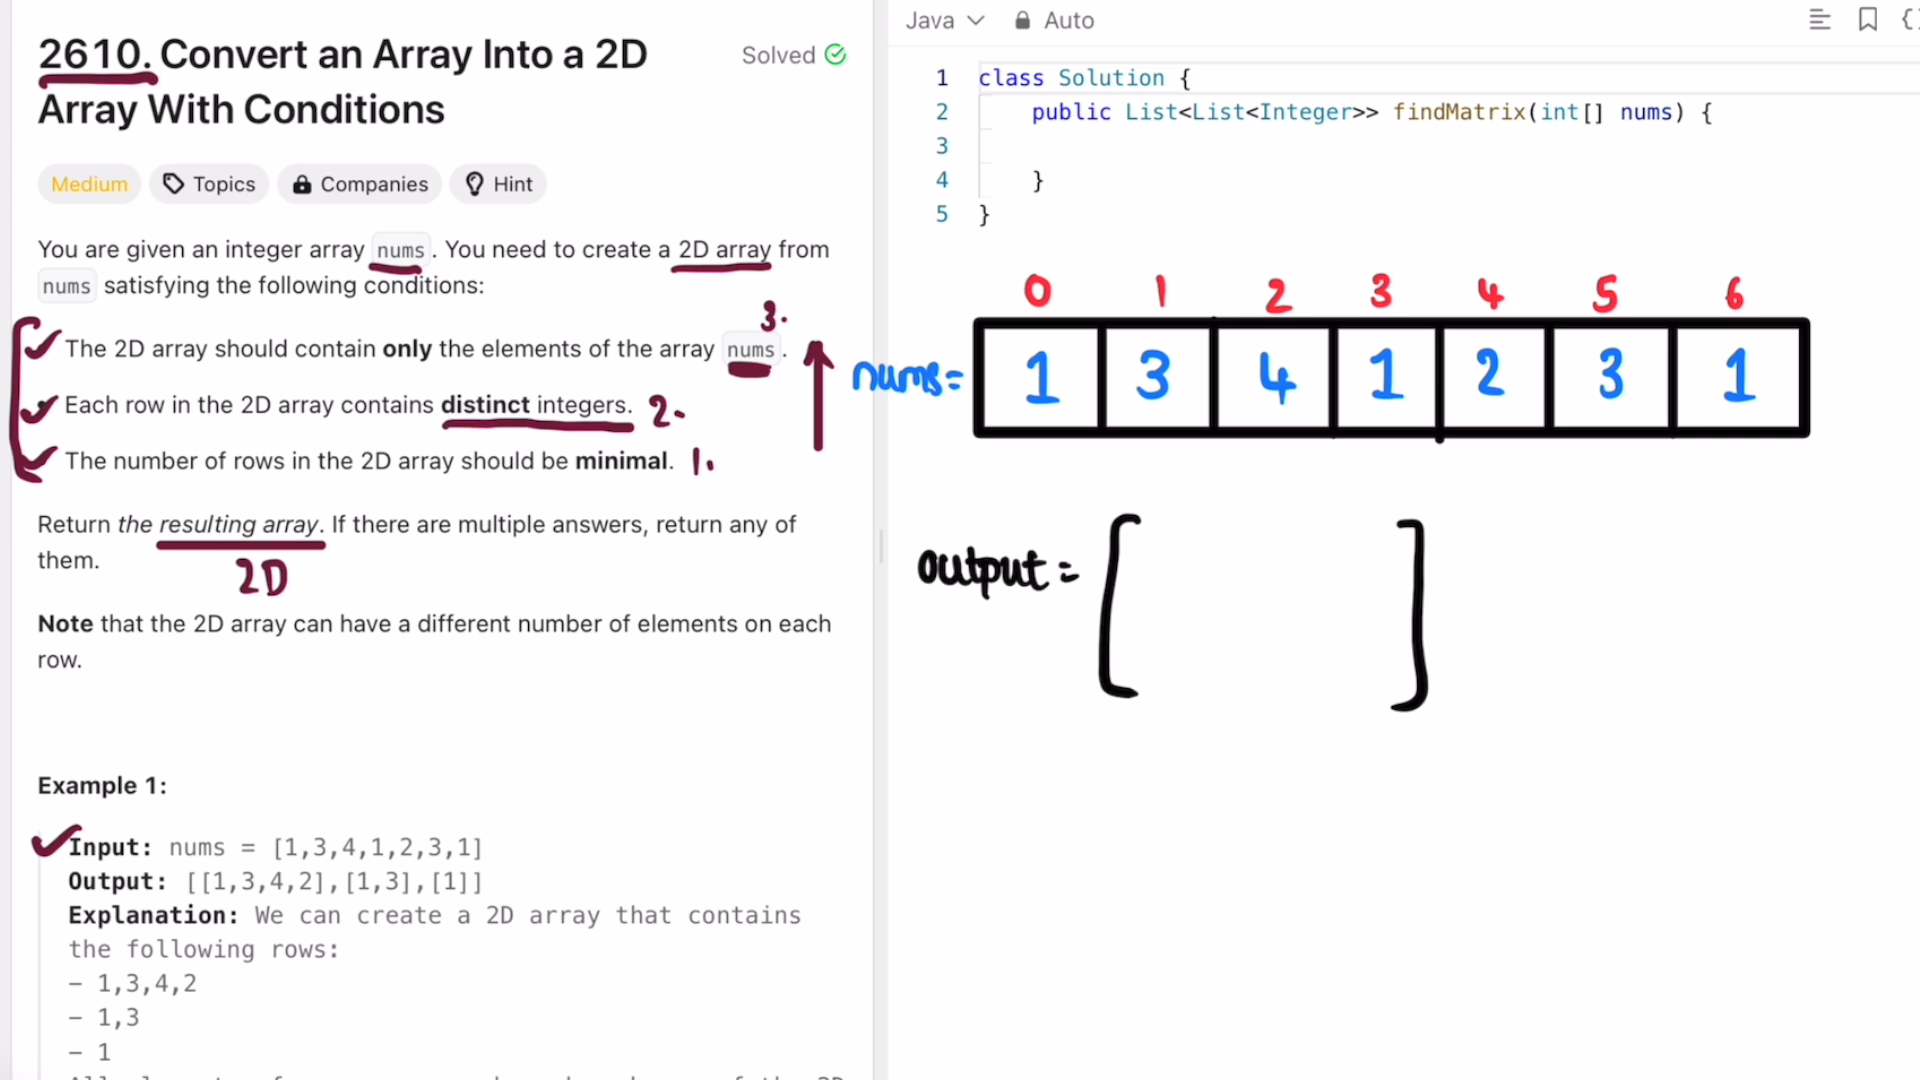 2610. Convert an Array Into a 2D
Array With Conditions
Solved
Medium Topics Companies Hint
You are given an integer array nums. You need to create a 2D array from
nums satisfying the following conditions:
3.
The 2D array should contain only the elements of the array nums.
Each row in the 2D array contains distinct integers. 2.
The number of rows in the 2D array should be minimal. 1.
Return the resulting array. If there are multiple answers, return any of
them.
2D
Note that the 2D array can have a different number of elements on each
row.
Example 1:
Input: nums = [1,3,4,1,2,3,1]
Output: [[1,3,4,2],[1,3],[1]]
Explanation: We can create a 2D array that contains
the following rows:
- 1,3,4,2
- 1,3
- 1
Java Auto
1 class Solution {
2 public List<List<Integer>> findMatrix(int[] nums) {
3
4 }
5 }
0 1 2 3 4 5 6
nums= 1 3 4 1 2 3 1
output= [ ]